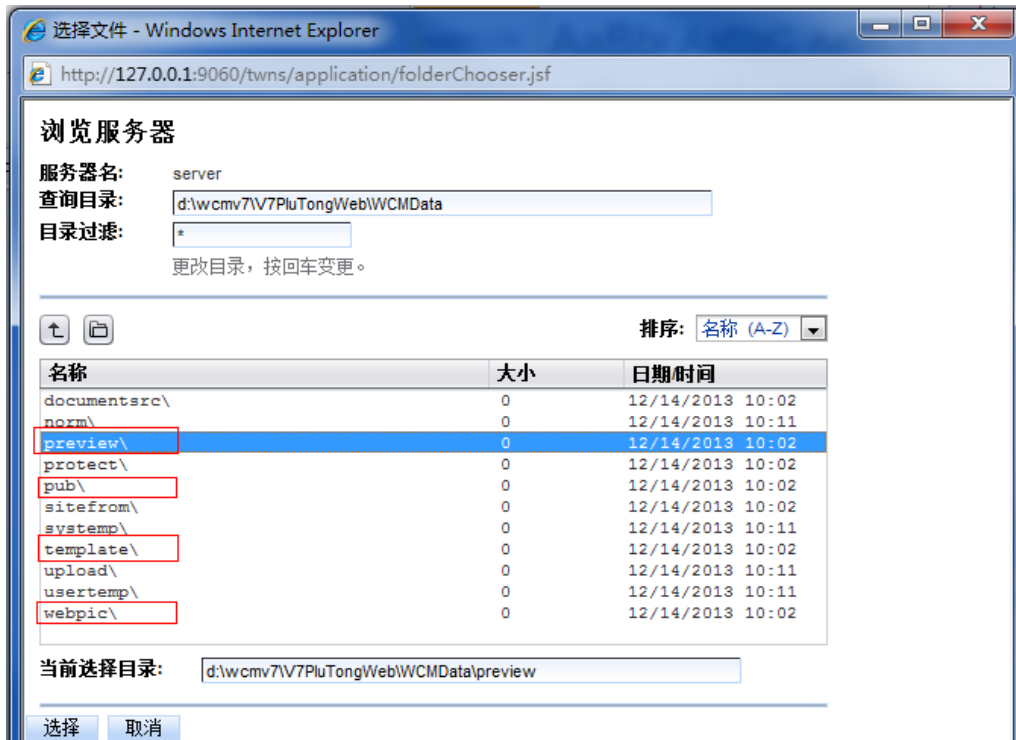 选择文件 - Windows Internet Explorer
http://127.0.0.1:9060/twns/application/folderChooser.jsf
浏览服务器
服务器名: server
查询目录: d:\wcmv7\V7PluTongWeb\WCMData
目录过滤: *
更改目录，按回车变更。
排序: 名称 (A-Z)
名称 大小 日期/时间
documentsrc\ 0 12/14/2013 10:02
norm\ 0 12/14/2013 10:11
preview\ 0 12/14/2013 10:02
protect\ 0 12/14/2013 10:02
pub\ 0 12/14/2013 10:02
sitefrom\ 0 12/14/2013 10:02
systemp\ 0 12/14/2013 10:11
template\ 0 12/14/2013 10:02
upload\ 0 12/14/2013 10:11
usertemp\ 0 12/14/2013 10:11
webpic\ 0 12/14/2013 10:02
当前选择目录: d:\wcmv7\V7PluTongWeb\WCMData\preview
选择 取消